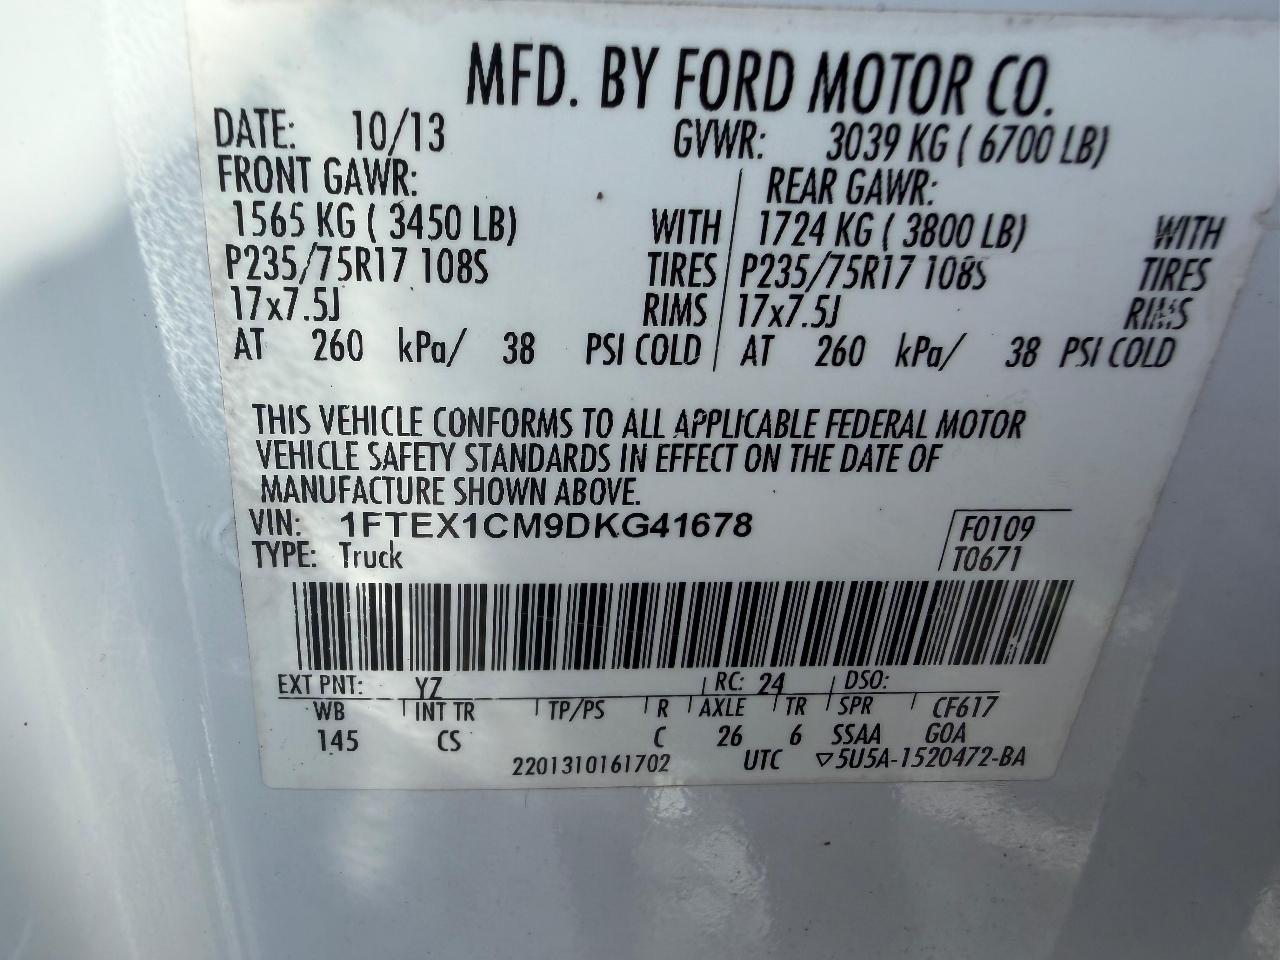 MFD. BY FORD MOTOR CO.
DATE: 10/13 GVWR: 3039 KG ( 6700 LB)
FRONT GAWR: REAR GAWR:
1565 KG ( 3450 LB) WITH 1724 KG ( 3800 LB) WITH
P235/75R17 108S TIRES P235/75R17 108S TIRES
17x7.5J RIMS 17x7.5J RIMS
AT 260 kPa/ 38 PSI COLD AT 260 kPa/ 38 PSI COLD
THIS VEHICLE CONFORMS TO ALL APPLICABLE FEDERAL MOTOR
VEHICLE SAFETY STANDARDS IN EFFECT ON THE DATE OF
MANUFACTURE SHOWN ABOVE.
VIN: 1FTEX1CM9DKG41678 F0109
TYPE: Truck T0671
EXT PNT: YZ RC: 24 DSO:
WB INT TR TP/PS R AXLE TR SPR CF617
145 CS C 26 6 SSAA GOA
2201310161702 UTC ▽5U5A-1520472-BA